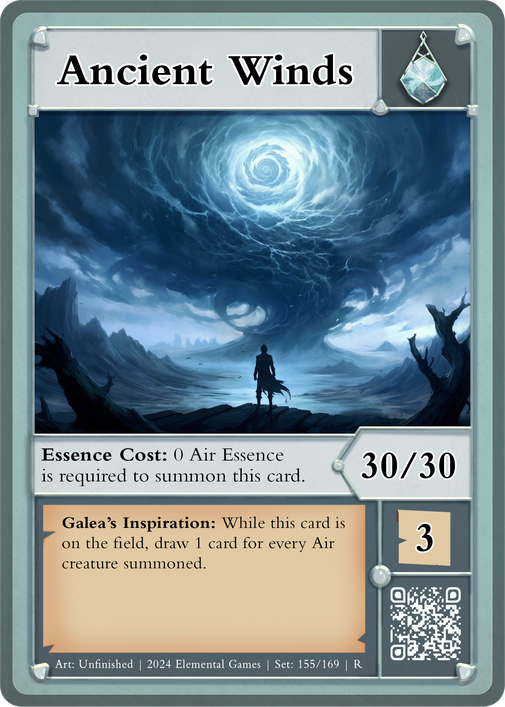 Ancient Winds
Essence Cost: 0 Air Essence
is required to summon this card.
30/30
Galea's Inspiration: While this card is
on the field, draw 1 card for every Air
creature summoned.
3
Art: Unfinished | 2024 Elemental Games | Set: 155/169 | R